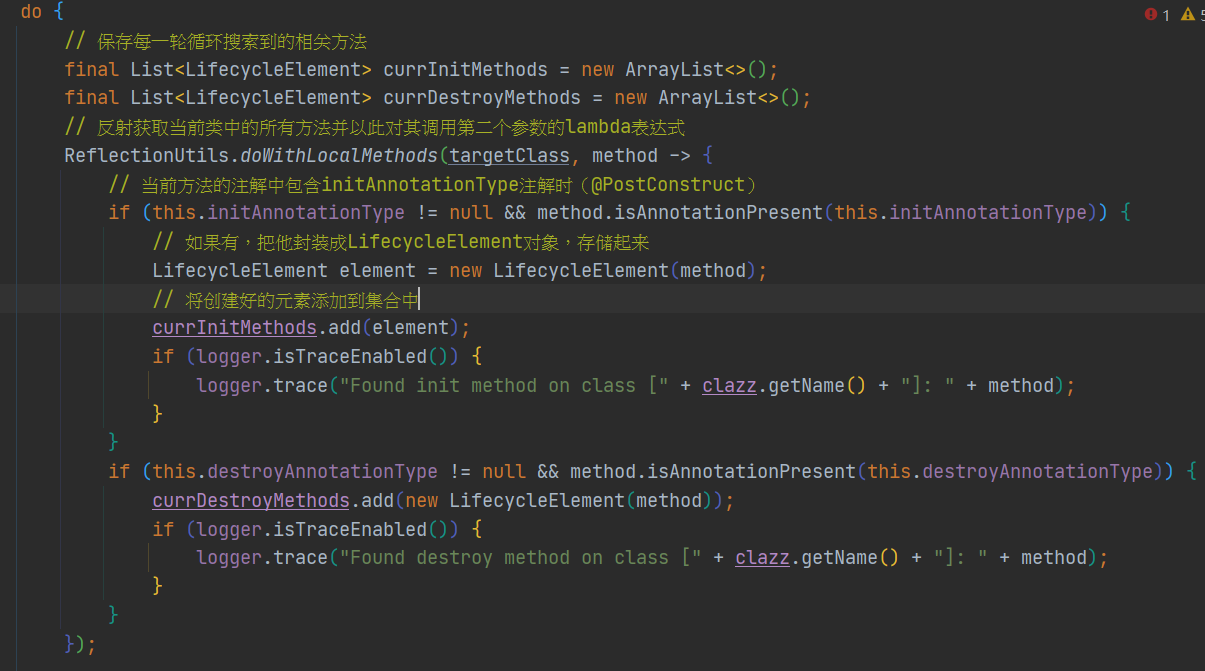 do {
1 5
// 保存每一轮循环搜索到的相关方法
final List<LifecycleElement> currInitMethods = new ArrayList<>();
final List<LifecycleElement> currDestroyMethods = new ArrayList<>();
// 反射获取当前类中的所有方法并以此对其调用第二个参数的lambda表达式
ReflectionUtils.doWithLocalMethods(targetClass, method -> {
// 当前方法的注解中包含initAnnotationType注解时（@PostConstruct）
if (this.initAnnotationType != null && method.isAnnotationPresent(this.initAnnotationType)) {
// 如果有，把他封装成LifecycleElement对象，存储起来
LifecycleElement element = new LifecycleElement(method);
// 将创建好的元素添加到集合中
currInitMethods.add(element);
if (logger.isTraceEnabled()) {
logger.trace("Found init method on class [" + clazz.getName() + "]: " + method);
}
}
if (this.destroyAnnotationType != null && method.isAnnotationPresent(this.destroyAnnotationType)) {
currDestroyMethods.add(new LifecycleElement(method));
if (logger.isTraceEnabled()) {
logger.trace("Found destroy method on class [" + clazz.getName() + "]: " + method);
}
}
});